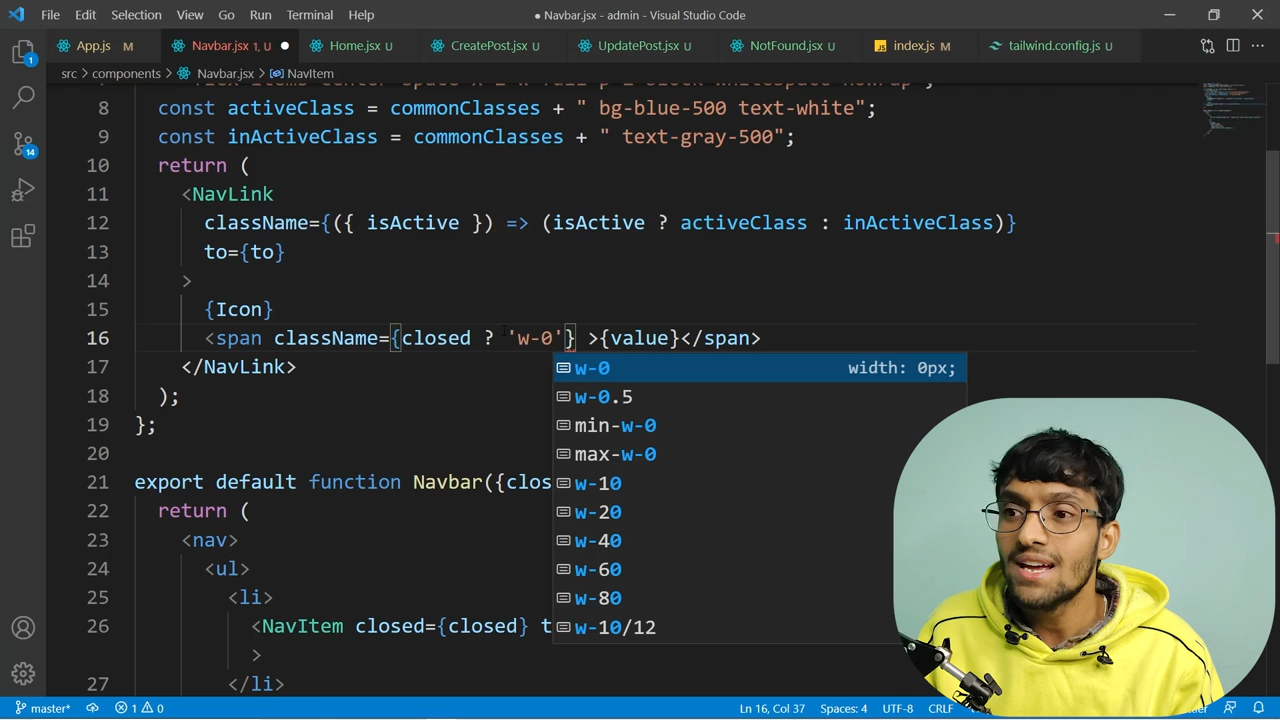 File Edit Selection View Go Run Terminal Help
● Navbar.jsx - admin - Visual Studio Code
App.js M
Navbar.jsx 1, U ●
Home.jsx U
CreatePost.jsx U
UpdatePost.jsx U
NotFound.jsx U
index.js M
tailwind.config.js U
src > components > Navbar.jsx > NavItem
8 const activeClass = commonClasses + " bg-blue-500 text-white";
9 const inActiveClass = commonClasses + " text-gray-500";
10 return (
11 <NavLink
12 className={({ isActive }) => (isActive ? activeClass : inActiveClass)}
13 to={to}
14 >
15 {Icon}
16 <span className={closed ? 'w-0'} >{value}</span>
17 </NavLink>
18 );
19 };
20
21 export default function Navbar({clos
22 return (
23 <nav>
24 <ul>
25 <li>
26 <NavItem closed={closed} t
>
27 </li>
w-0 width: 0px;
w-0.5
min-w-0
max-w-0
w-10
w-20
w-40
w-60
w-80
w-10/12
1
14
master* 1 0
Ln 16, Col 37 Spaces: 4 UTF-8 CRLF